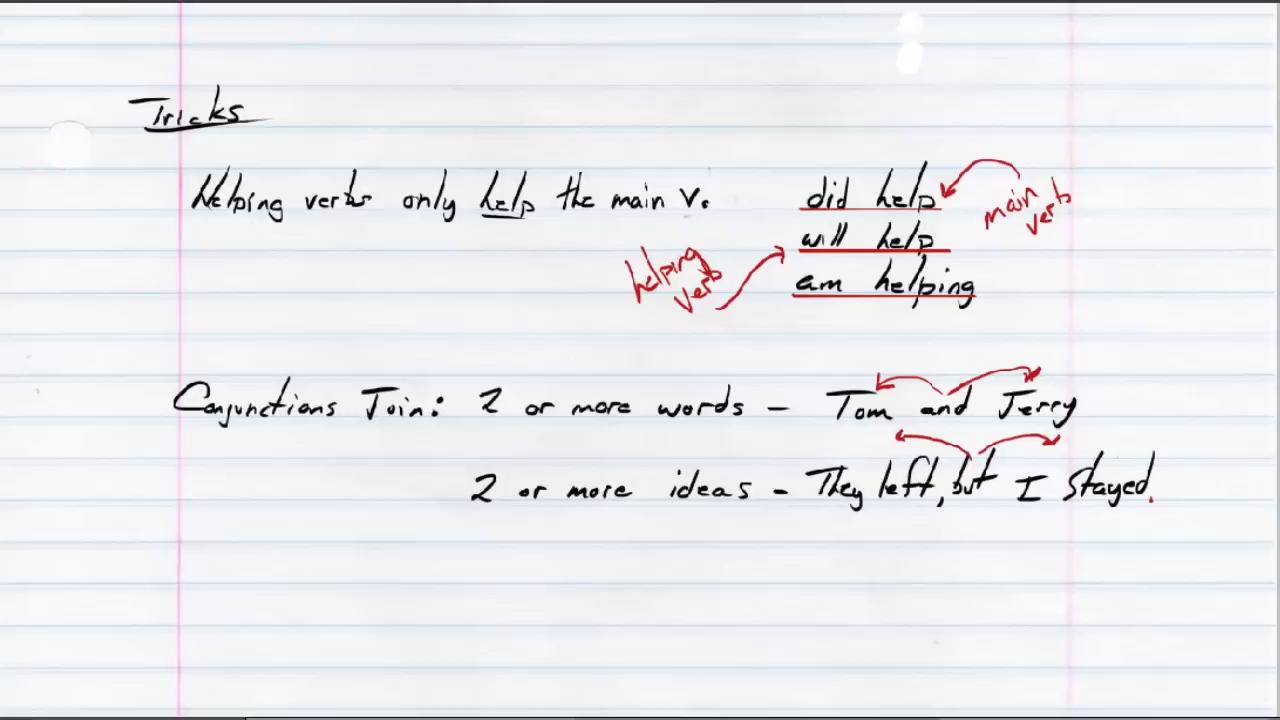 Tricks
Helping verbs only help the main v. did help main verb
will help
helping verb
am helping
Conjunctions Join: 2 or more words - Tom and Jerry
2 or more ideas - They left, but I stayed.